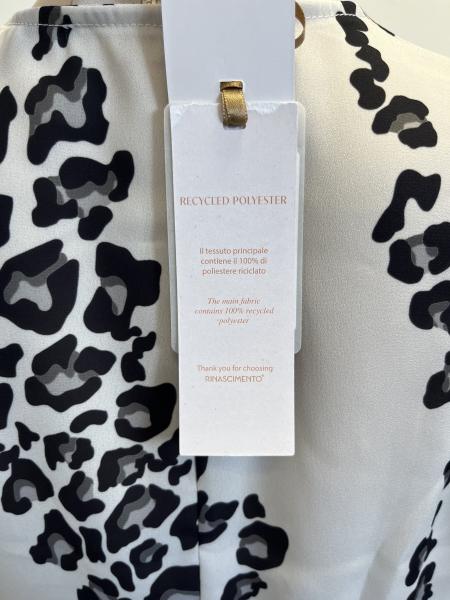 RECYCLED POLYESTER
Il tessuto principale
contiene il 100% di
poliestere riciclato
The main fabric
contains 100% recycled
polyester
Thank you for choosing
RINASCIMENTO®